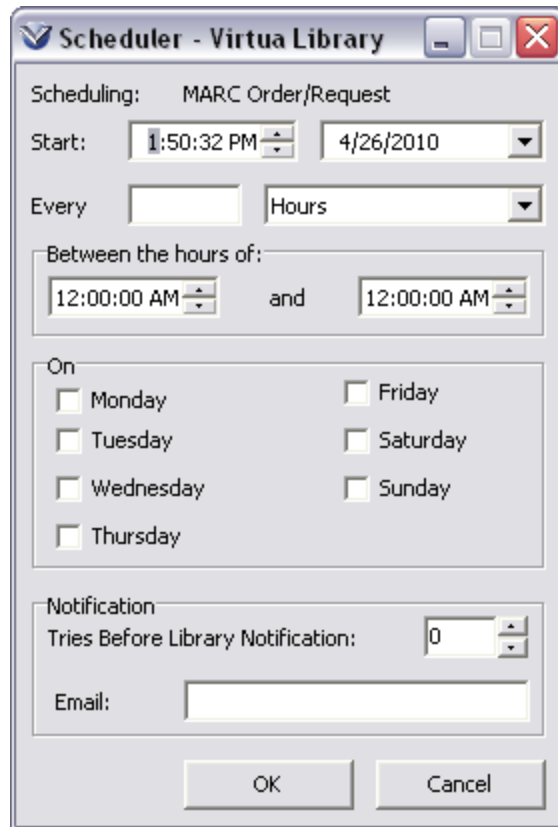 Scheduler - Virtua Library
Scheduling: MARC Order/Request
Start: 1:50:32 PM 4/26/2010
Every Hours
Between the hours of:
12:00:00 AM and 12:00:00 AM
On
Monday Friday
Tuesday Saturday
Wednesday Sunday
Thursday
Notification
Tries Before Library Notification: 0
Email:
OK Cancel